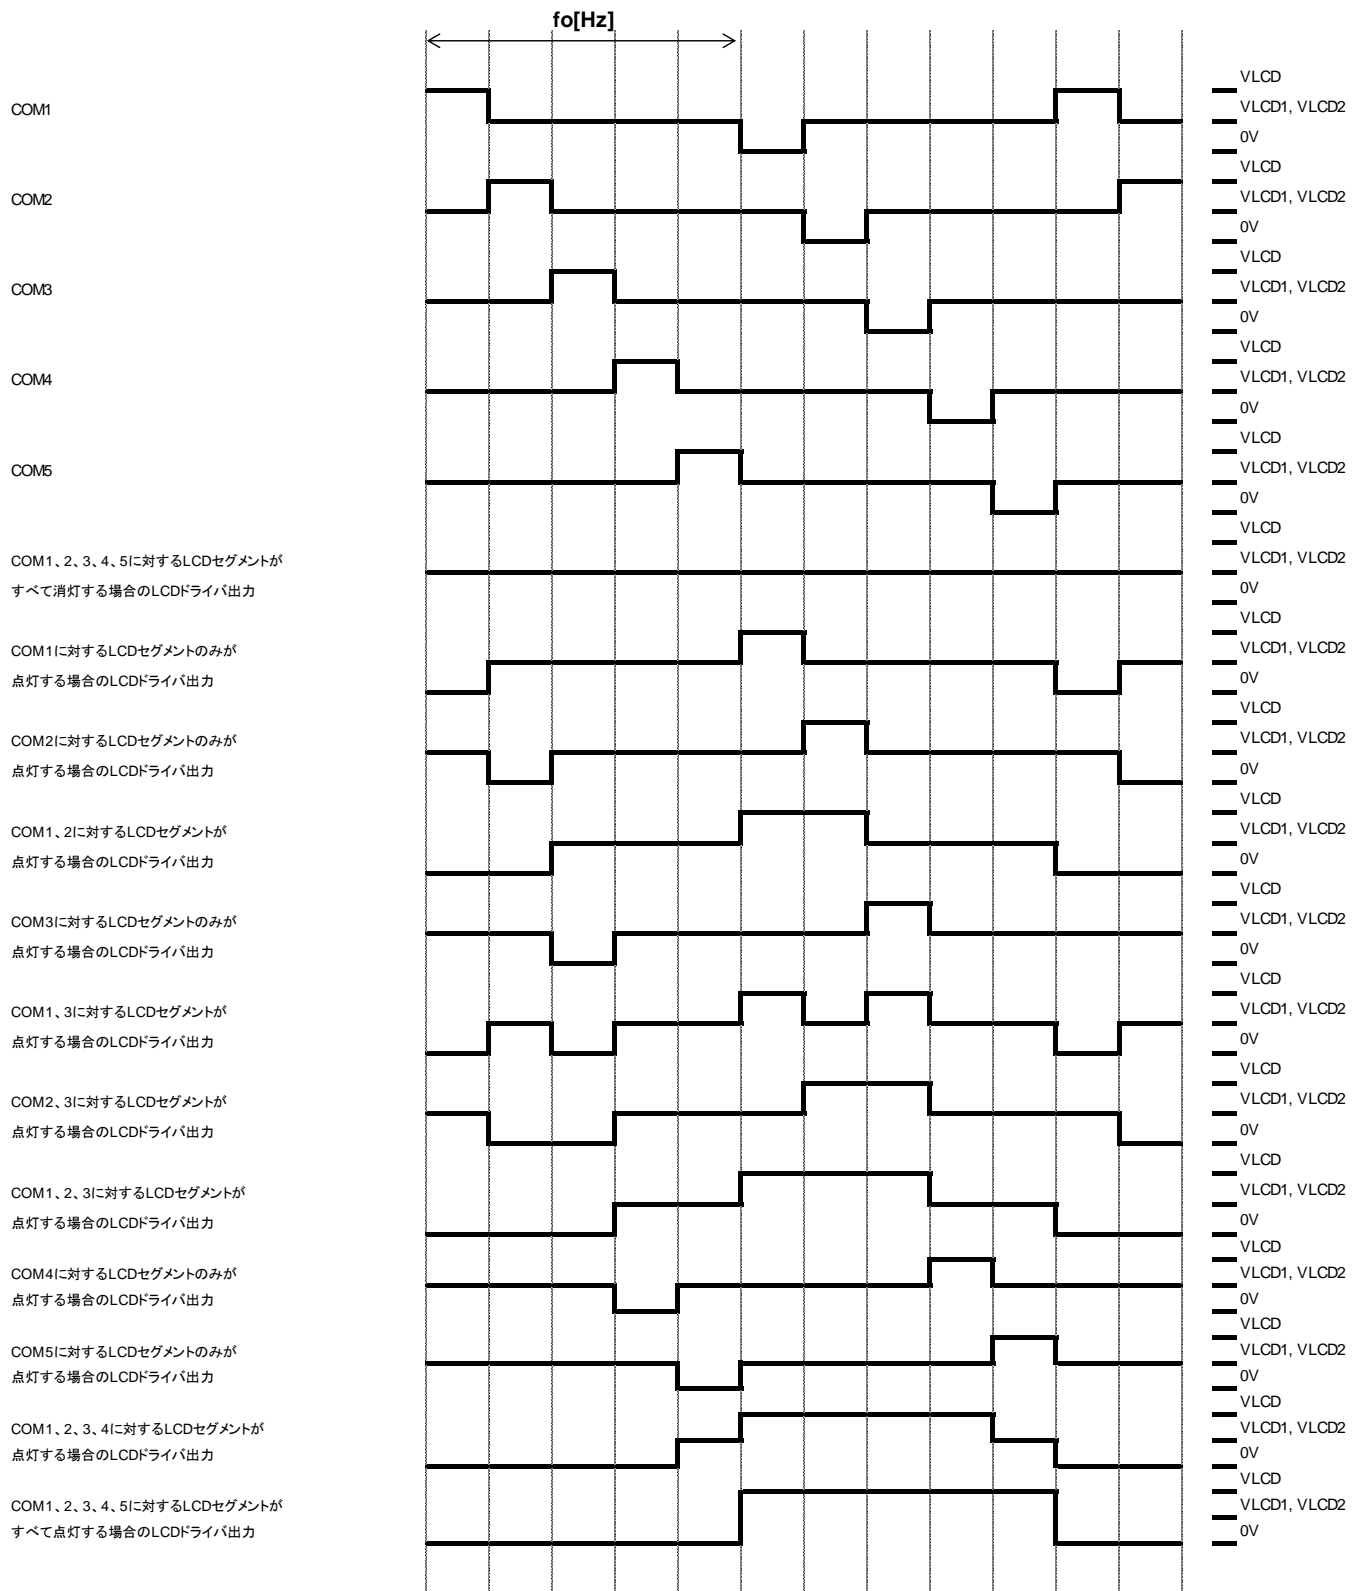 fo[Hz]
COM1
VLCD
VLCD1, VLCD2
0V
COM2
VLCD
VLCD1, VLCD2
0V
COM3
VLCD
VLCD1, VLCD2
0V
COM4
VLCD
VLCD1, VLCD2
0V
COM5
VLCD
VLCD1, VLCD2
0V
COM1、2、3、4、5に対するLCDセグメントが
すべて消灯する場合のLCDドライバ出力
VLCD
VLCD1, VLCD2
0V
COM1に対するLCDセグメントのみが
点灯する場合のLCDドライバ出力
VLCD
VLCD1, VLCD2
0V
COM2に対するLCDセグメントのみが
点灯する場合のLCDドライバ出力
VLCD
VLCD1, VLCD2
0V
COM1、2に対するLCDセグメントが
点灯する場合のLCDドライバ出力
VLCD
VLCD1, VLCD2
0V
COM3に対するLCDセグメントのみが
点灯する場合のLCDドライバ出力
VLCD
VLCD1, VLCD2
0V
COM1、3に対するLCDセグメントが
点灯する場合のLCDドライバ出力
VLCD
VLCD1, VLCD2
0V
COM2、3に対するLCDセグメントが
点灯する場合のLCDドライバ出力
VLCD
VLCD1, VLCD2
0V
COM1、2、3に対するLCDセグメントが
点灯する場合のLCDドライバ出力
VLCD
VLCD1, VLCD2
0V
COM4に対するLCDセグメントのみが
点灯する場合のLCDドライバ出力
VLCD
VLCD1, VLCD2
0V
COM5に対するLCDセグメントのみが
点灯する場合のLCDドライバ出力
VLCD
VLCD1, VLCD2
0V
COM1、2、3、4に対するLCDセグメントが
点灯する場合のLCDドライバ出力
VLCD
VLCD1, VLCD2
0V
COM1、2、3、4、5に対するLCDセグメントが
すべて点灯する場合のLCDドライバ出力
VLCD
VLCD1, VLCD2
0V